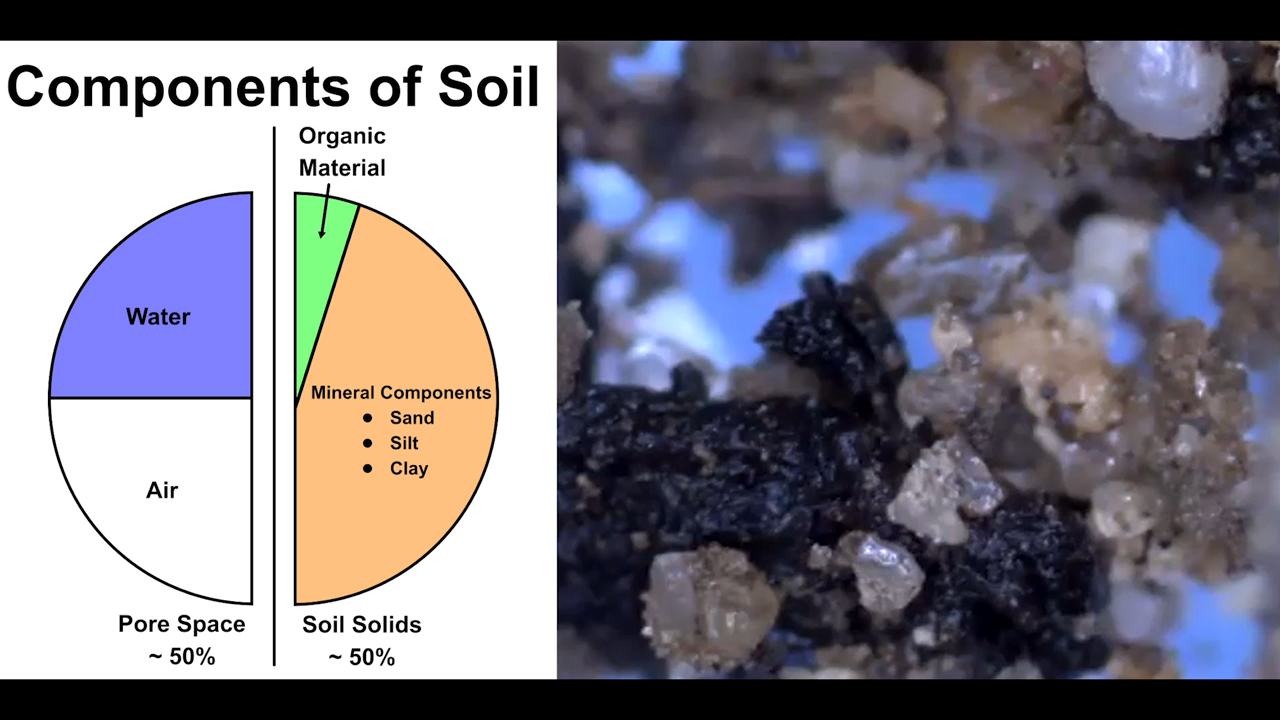 Components of Soil
Organic
Material
Water
Mineral Components
● Sand
● Silt
● Clay
Air
Pore Space
~ 50%
Soil Solids
~ 50%